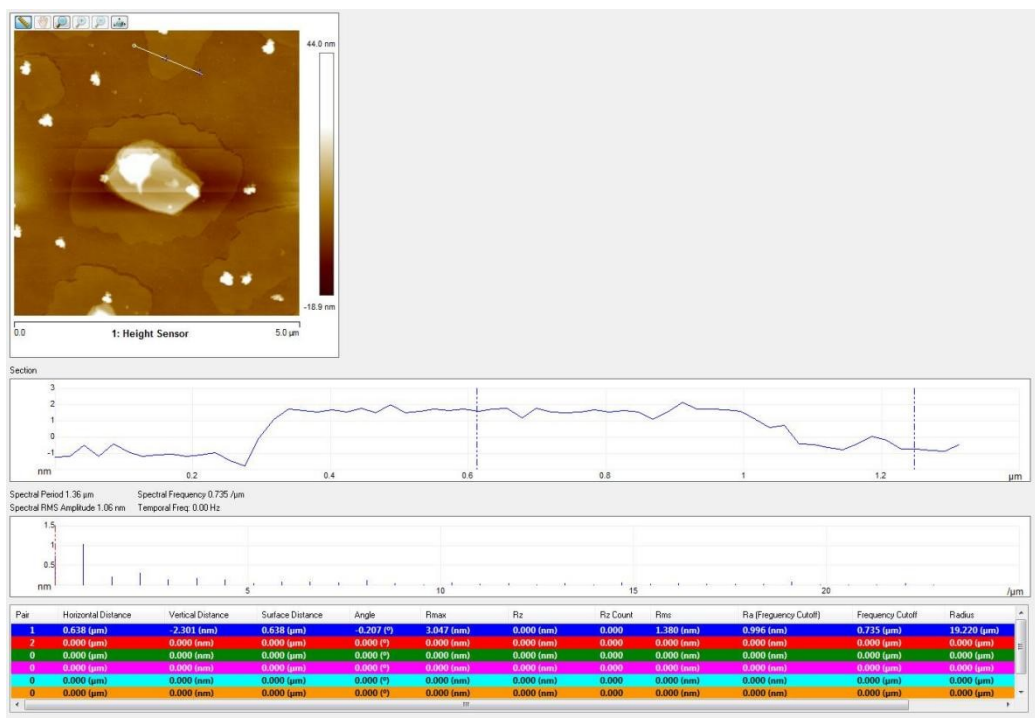 44.0 nm
-18.9 nm
0.0
1: Height Sensor
5.0 µm
Section
3
2
1
0
-1
nm
0.2
0.4
0.6
0.8
1
1.2
µm
Spectral Period 1.36 µm Spectral Frequency 0.735 /µm
Spectral RMS Amplitude 1.06 nm Temporal Freq: 0.00 Hz
1.5
1
0.5
nm
5
10
15
20
/µm
Pair Horizontal Distance Vertical Distance Surface Distance Angle Rmax Rz Rz Count Rms Ra (Frequency Cutoff) Frequency Cutoff Radius
1 0.638 (µm) -2.301 (nm) 0.638 (µm) -0.207 (º) 3.047 (nm) 0.000 (nm) 0.000 1.380 (nm) 0.996 (nm) 0.735 (µm) 19.220 (µm)
2 0.000 (µm) 0.000 (nm) 0.000 (µm) 0.000 (º) 0.000 (nm) 0.000 (nm) 0.000 0.000 (nm) 0.000 (nm) 0.000 (µm) 0.000 (µm)
0 0.000 (µm) 0.000 (nm) 0.000 (µm) 0.000 (º) 0.000 (nm) 0.000 (nm) 0.000 0.000 (nm) 0.000 (nm) 0.000 (µm) 0.000 (µm)
0 0.000 (µm) 0.000 (nm) 0.000 (µm) 0.000 (º) 0.000 (nm) 0.000 (nm) 0.000 0.000 (nm) 0.000 (nm) 0.000 (µm) 0.000 (µm)
0 0.000 (µm) 0.000 (nm) 0.000 (µm) 0.000 (º) 0.000 (nm) 0.000 (nm) 0.000 0.000 (nm) 0.000 (nm) 0.000 (µm) 0.000 (µm)
0 0.000 (µm) 0.000 (nm) 0.000 (µm) 0.000 (º) 0.000 (nm) 0.000 (nm) 0.000 0.000 (nm) 0.000 (nm) 0.000 (µm) 0.000 (µm)